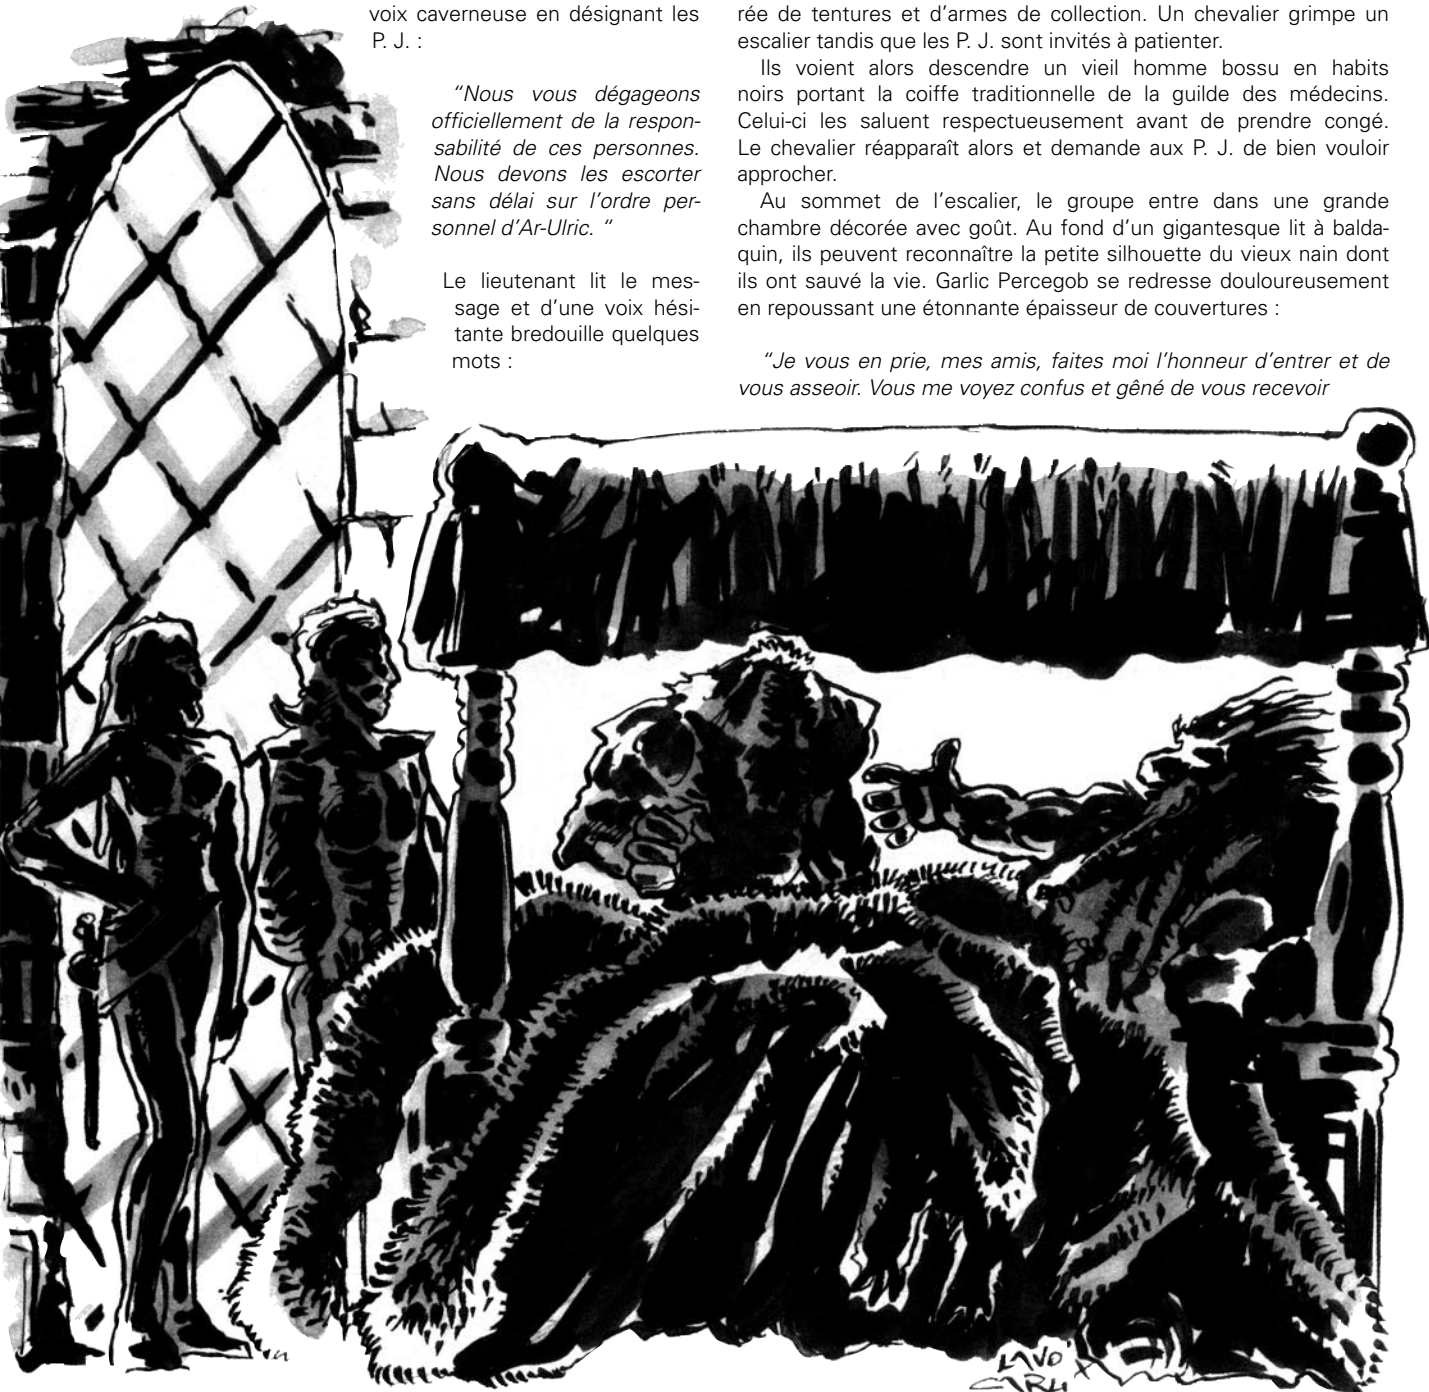 voix caverneuse en désignant les
P. J. :
“Nous vous dégageons
officiellement de la respon-
sabilité de ces personnes.
Nous devons les escorter
sans délai sur l’ordre per-
sonnel d’Ar-Ulric. “
Le lieutenant lit le mes-
sage et d’une voix hési-
tante bredouille quelques
mots :
rée de tentures et d’armes de collection. Un chevalier grimpe un
escalier tandis que les P. J. sont invités à patienter.
Ils voient alors descendre un vieil homme bossu en habits
noirs portant la coiffe traditionnelle de la guilde des médecins.
Celui-ci les saluent respectueusement avant de prendre congé.
Le chevalier réapparaît alors et demande aux P. J. de bien vouloir
approcher.
Au sommet de l’escalier, le groupe entre dans une grande
chambre décorée avec goût. Au fond d’un gigantesque lit à balda-
quin, ils peuvent reconnaître la petite silhouette du vieux nain dont
ils ont sauvé la vie. Garlic Percegob se redresse douloureusement
en repoussant une étonnante épaisseur de couvertures :
“Je vous en prie, mes amis, faites moi l’honneur d’entrer et de
vous asseoir. Vous me voyez confus et gêné de vous recevoir